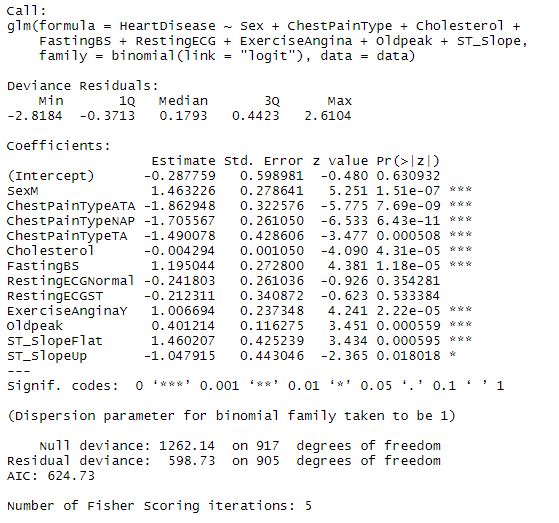 Call:
glm(formula = HeartDisease ~ Sex + ChestPainType + Cholesterol +
    FastingBS + RestingECG + ExerciseAngina + Oldpeak + ST_Slope,
    family = binomial(link = "logit"), data = data)

Deviance Residuals:
    Min      1Q  Median      3Q     Max
-2.8184 -0.3713  0.1793  0.4423  2.6104

Coefficients:
                  Estimate Std. Error z value Pr(>|z|)
(Intercept)      -0.287759   0.598981  -0.480 0.630932
SexM              1.463226   0.278641   5.251 1.51e-07 ***
ChestPainTypeATA -1.862948   0.322576  -5.775 7.69e-09 ***
ChestPainTypeNAP -1.705567   0.261050  -6.533 6.43e-11 ***
ChestPainTypeTA  -1.490078   0.428606  -3.477 0.000508 ***
Cholesterol      -0.004294   0.001050  -4.090 4.31e-05 ***
FastingBS         1.195044   0.272800   4.381 1.18e-05 ***
RestingECGNormal -0.241803   0.261036  -0.926 0.354281
RestingECGST     -0.212311   0.340872  -0.623 0.533384
ExerciseAnginaY   1.006694   0.237348   4.241 2.22e-05 ***
Oldpeak           0.401214   0.116275   3.451 0.000559 ***
ST_SlopeFlat      1.460207   0.425239   3.434 0.000595 ***
ST_SlopeUp       -1.047915   0.443046  -2.365 0.018018 *
---
Signif. codes:  0 ‘***’ 0.001 ‘**’ 0.01 ‘*’ 0.05 ‘.’ 0.1 ‘ ’ 1

(Dispersion parameter for binomial family taken to be 1)

    Null deviance: 1262.14  on 917  degrees of freedom
Residual deviance:  598.73  on 905  degrees of freedom
AIC: 624.73

Number of Fisher Scoring iterations: 5